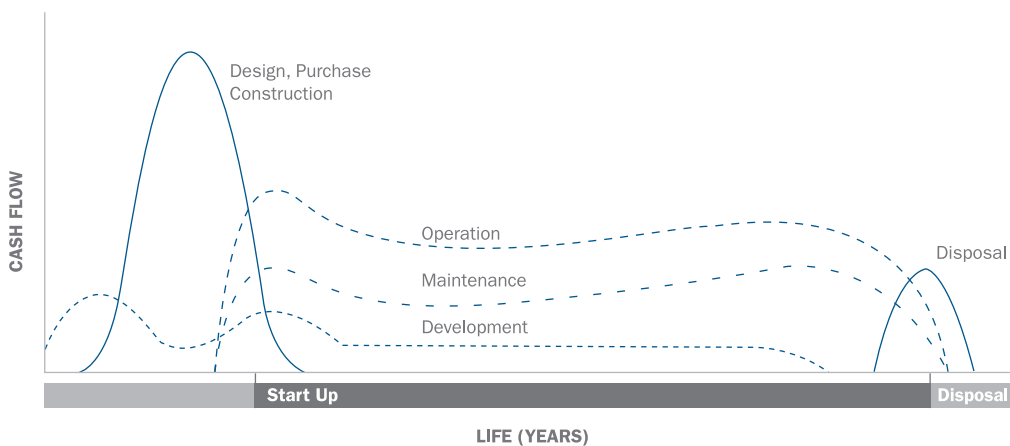 Design, Purchase
Construction
CASH FLOW
Operation
Disposal
Maintenance
Development
Start Up
Disposal
LIFE (YEARS)